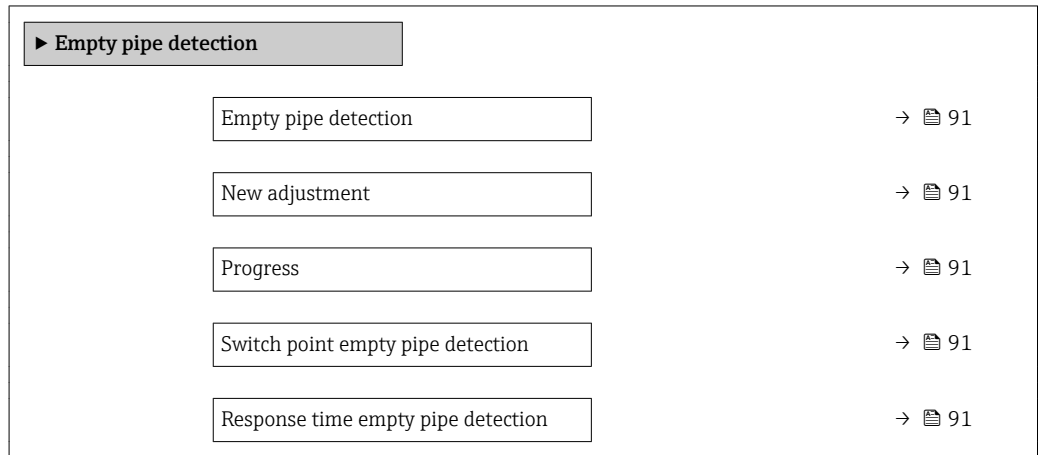 ▶ Empty pipe detection
Empty pipe detection → 91
New adjustment → 91
Progress → 91
Switch point empty pipe detection → 91
Response time empty pipe detection → 91